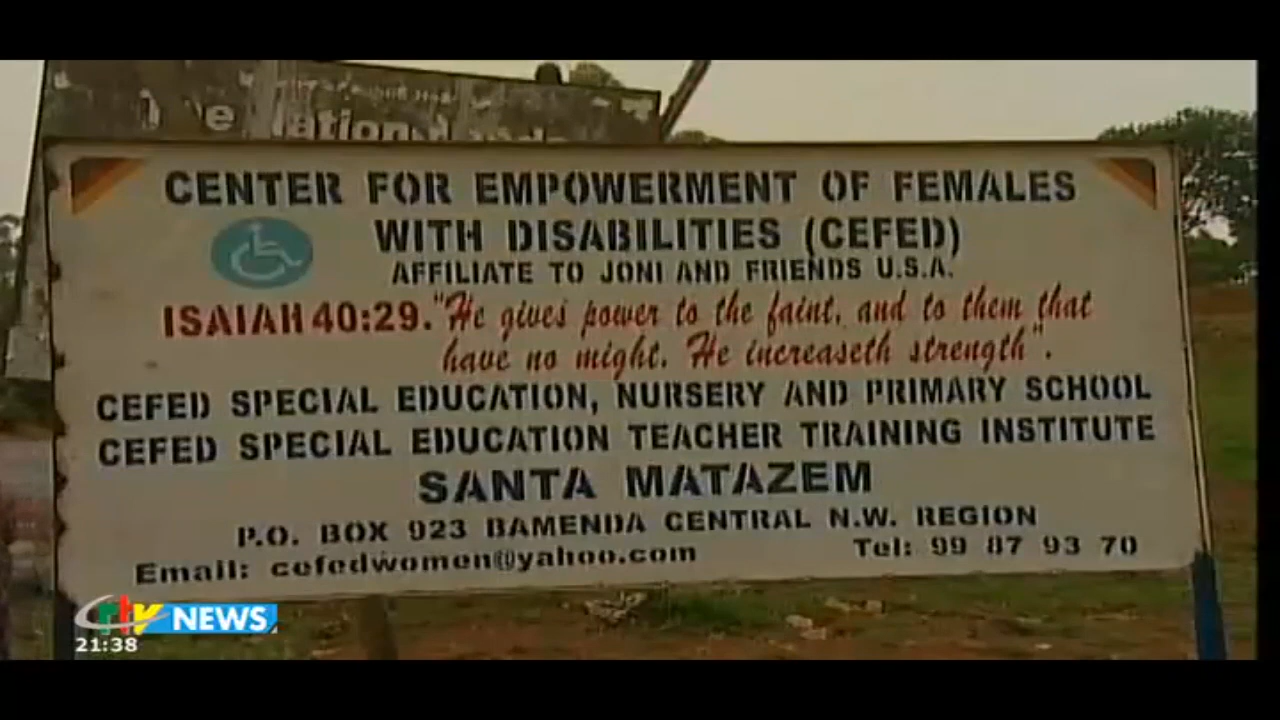 CENTER FOR EMPOWERMENT OF FEMALES
WITH DISABILITIES (CEFED)
AFFILIATE TO JONI AND FRIENDS U.S.A.
ISAIAH 40:29. "He gives power to the faint, and to them that
have no might. He increaseth strength".
CEFED SPECIAL EDUCATION, NURSERY AND PRIMARY SCHOOL
CEFED SPECIAL EDUCATION TEACHER TRAINING INSTITUTE
SANTA MATAZEM
P.O. BOX 923 BAMENDA CENTRAL N.W. REGION
Email: cefedwomen@yahoo.com Tel: 99 87 93 70
crtv NEWS
21:38